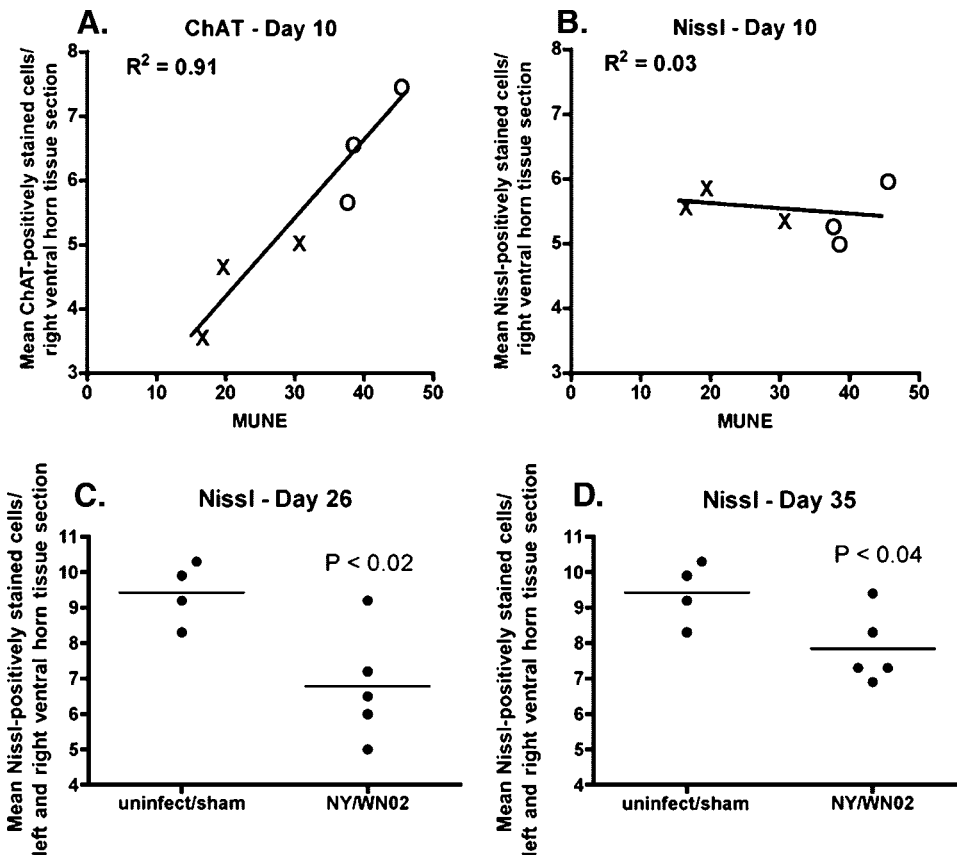 A.
ChAT - Day 10
R² = 0.91
Mean ChAT-positively stained cells/
right ventral horn tissue section
8
7
6
5
4
3
0 10 20 30 40 50
MUNE
B.
Nissl - Day 10
R² = 0.03
Mean Nissl-positively stained cells/
right ventral horn tissue section
8
7
6
5
4
3
0 10 20 30 40 50
MUNE
C.
Nissl - Day 26
P < 0.02
Mean Nissl-positively stained cells/
left and right ventral horn tissue section
11
10
9
8
7
6
5
4
uninfect/sham NY/WN02
D.
Nissl - Day 35
P < 0.04
Mean Nissl-positively stained cells/
left and right ventral horn tissue section
11
10
9
8
7
6
5
4
uninfect/sham NY/WN02